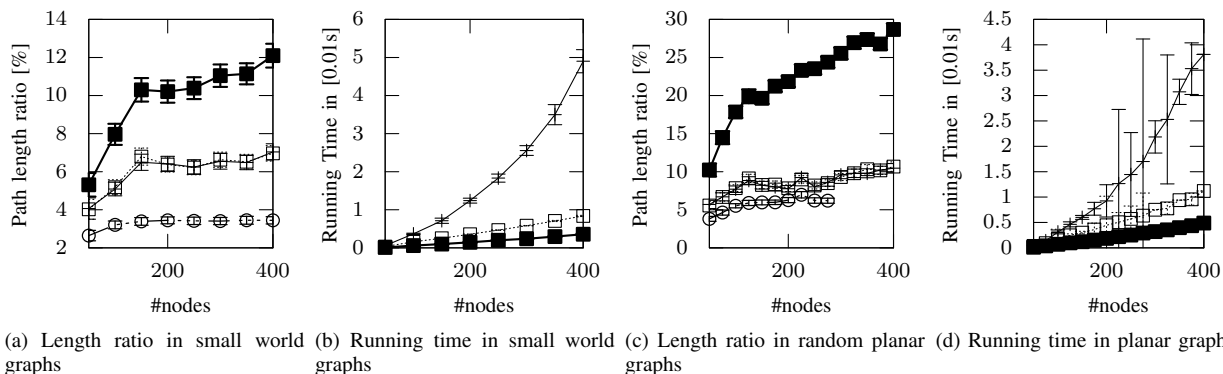 14
12
10
8
6
4
2
Path length ratio [%]
200
400
#nodes
(a) Length ratio in small world
graphs
6
5
4
3
2
1
0
Running Time in [0.01s]
200
400
#nodes
(b) Running time in small world
graphs
30
25
20
15
10
5
0
Path length ratio [%]
200
400
#nodes
(c) Length ratio in random planar
graphs
4.5
4
3.5
3
2.5
2
1.5
1
0.5
0
Running Time in [0.01s]
200
400
#nodes
(d) Running time in planar graph